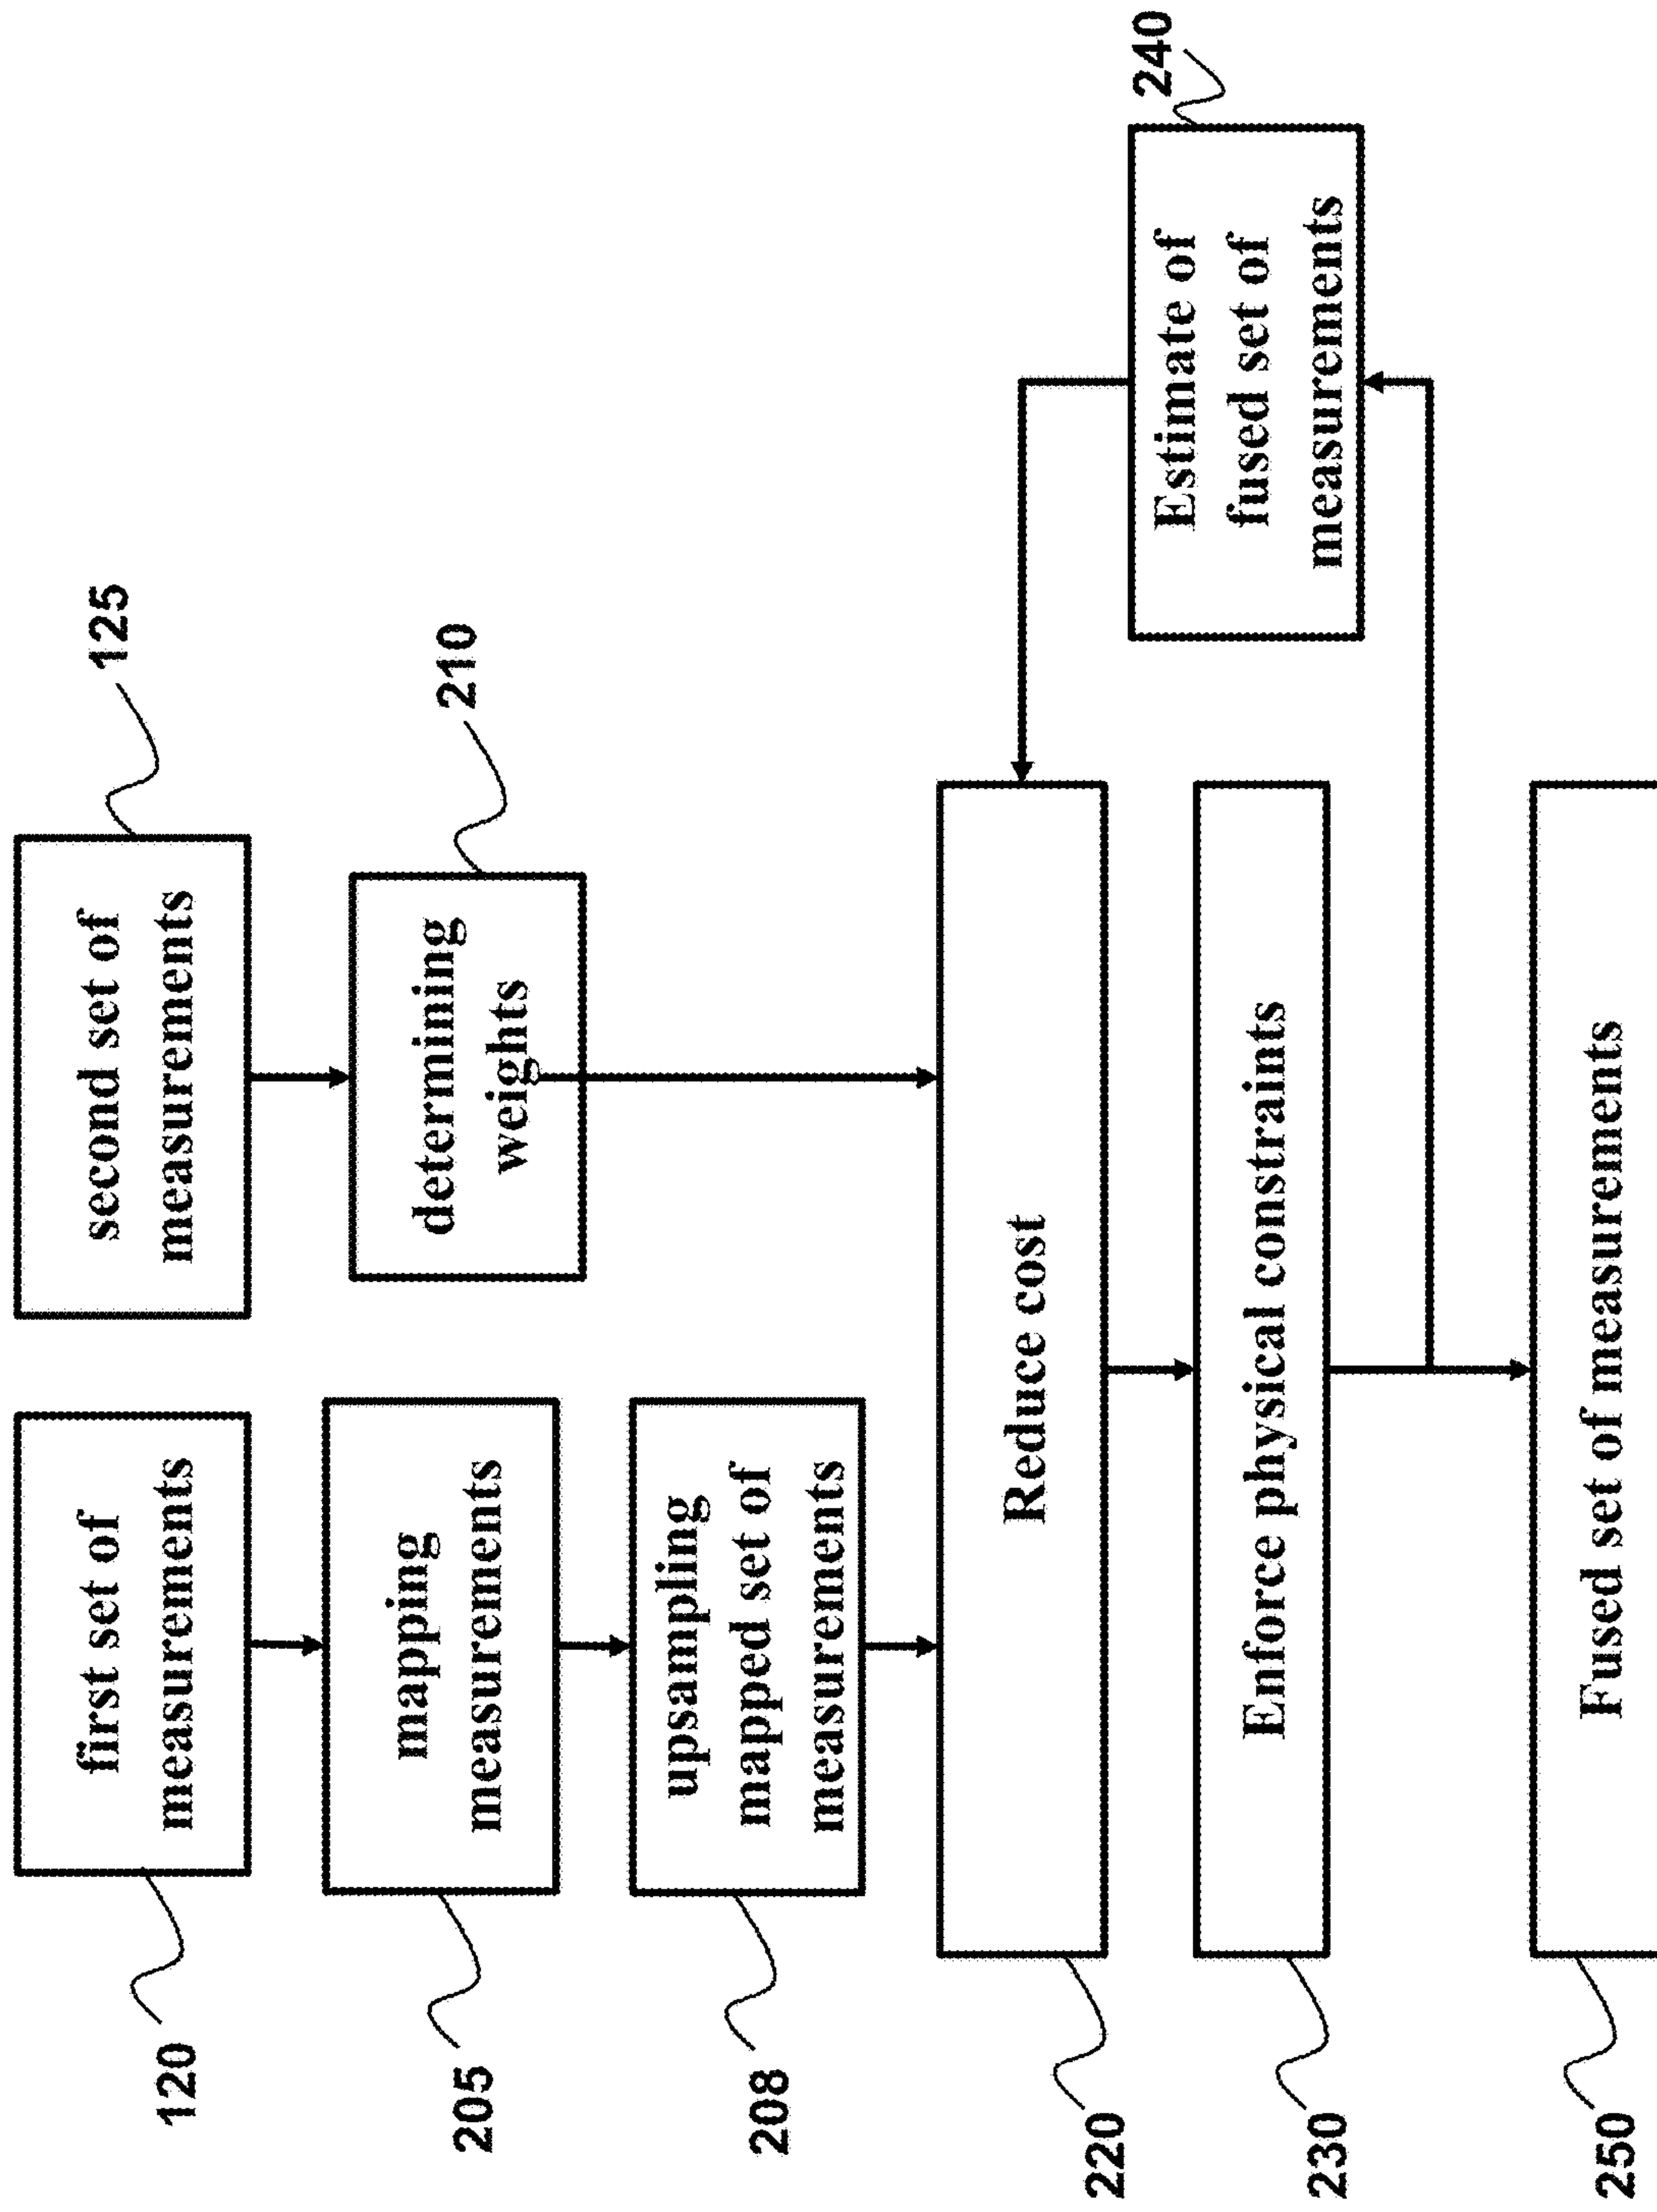 first set of
measurements
120
second set of
measurements
125
mapping
measurements
205
determining
weights
210
upsampling
mapped set of
measurements
208
Reduce cost
220
Estimate of
fused set of
measurements
240
Enforce physical constraints
230
Fused set of measurements
250